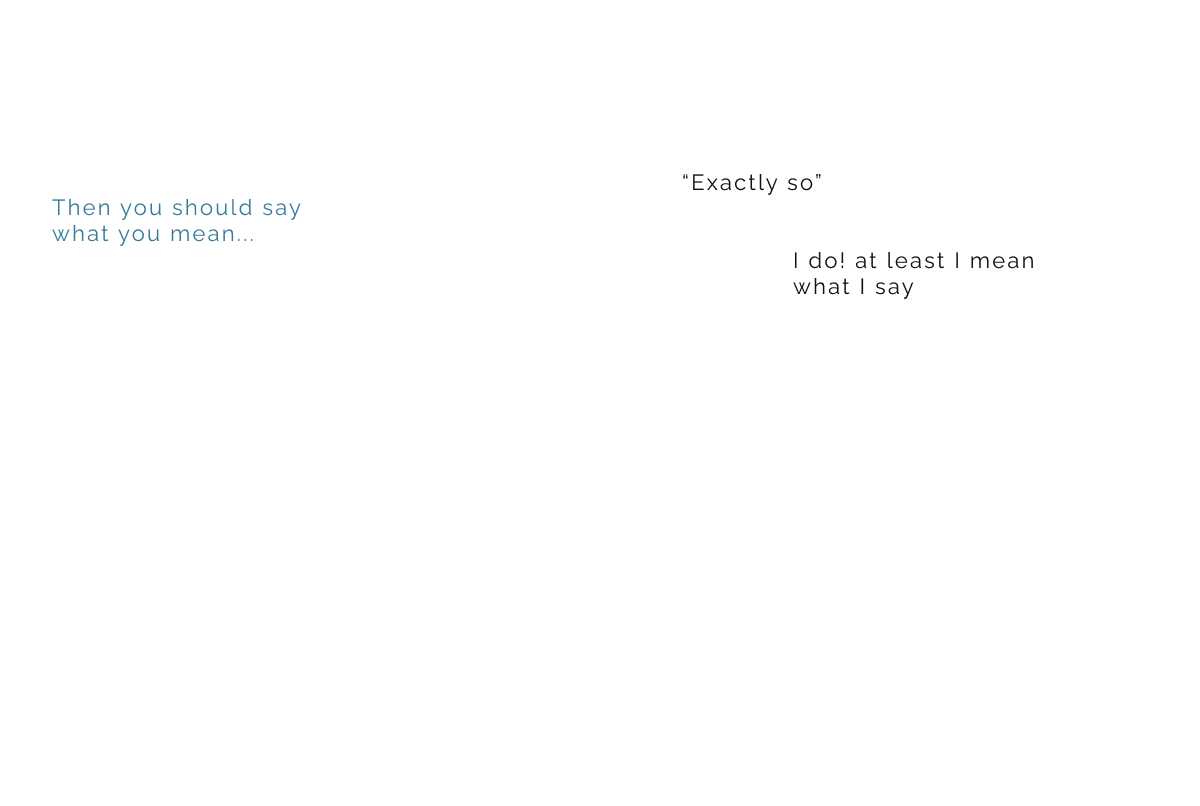 “Exactly so”
Then you should say
what you mean...
I do! at least I mean
what I say